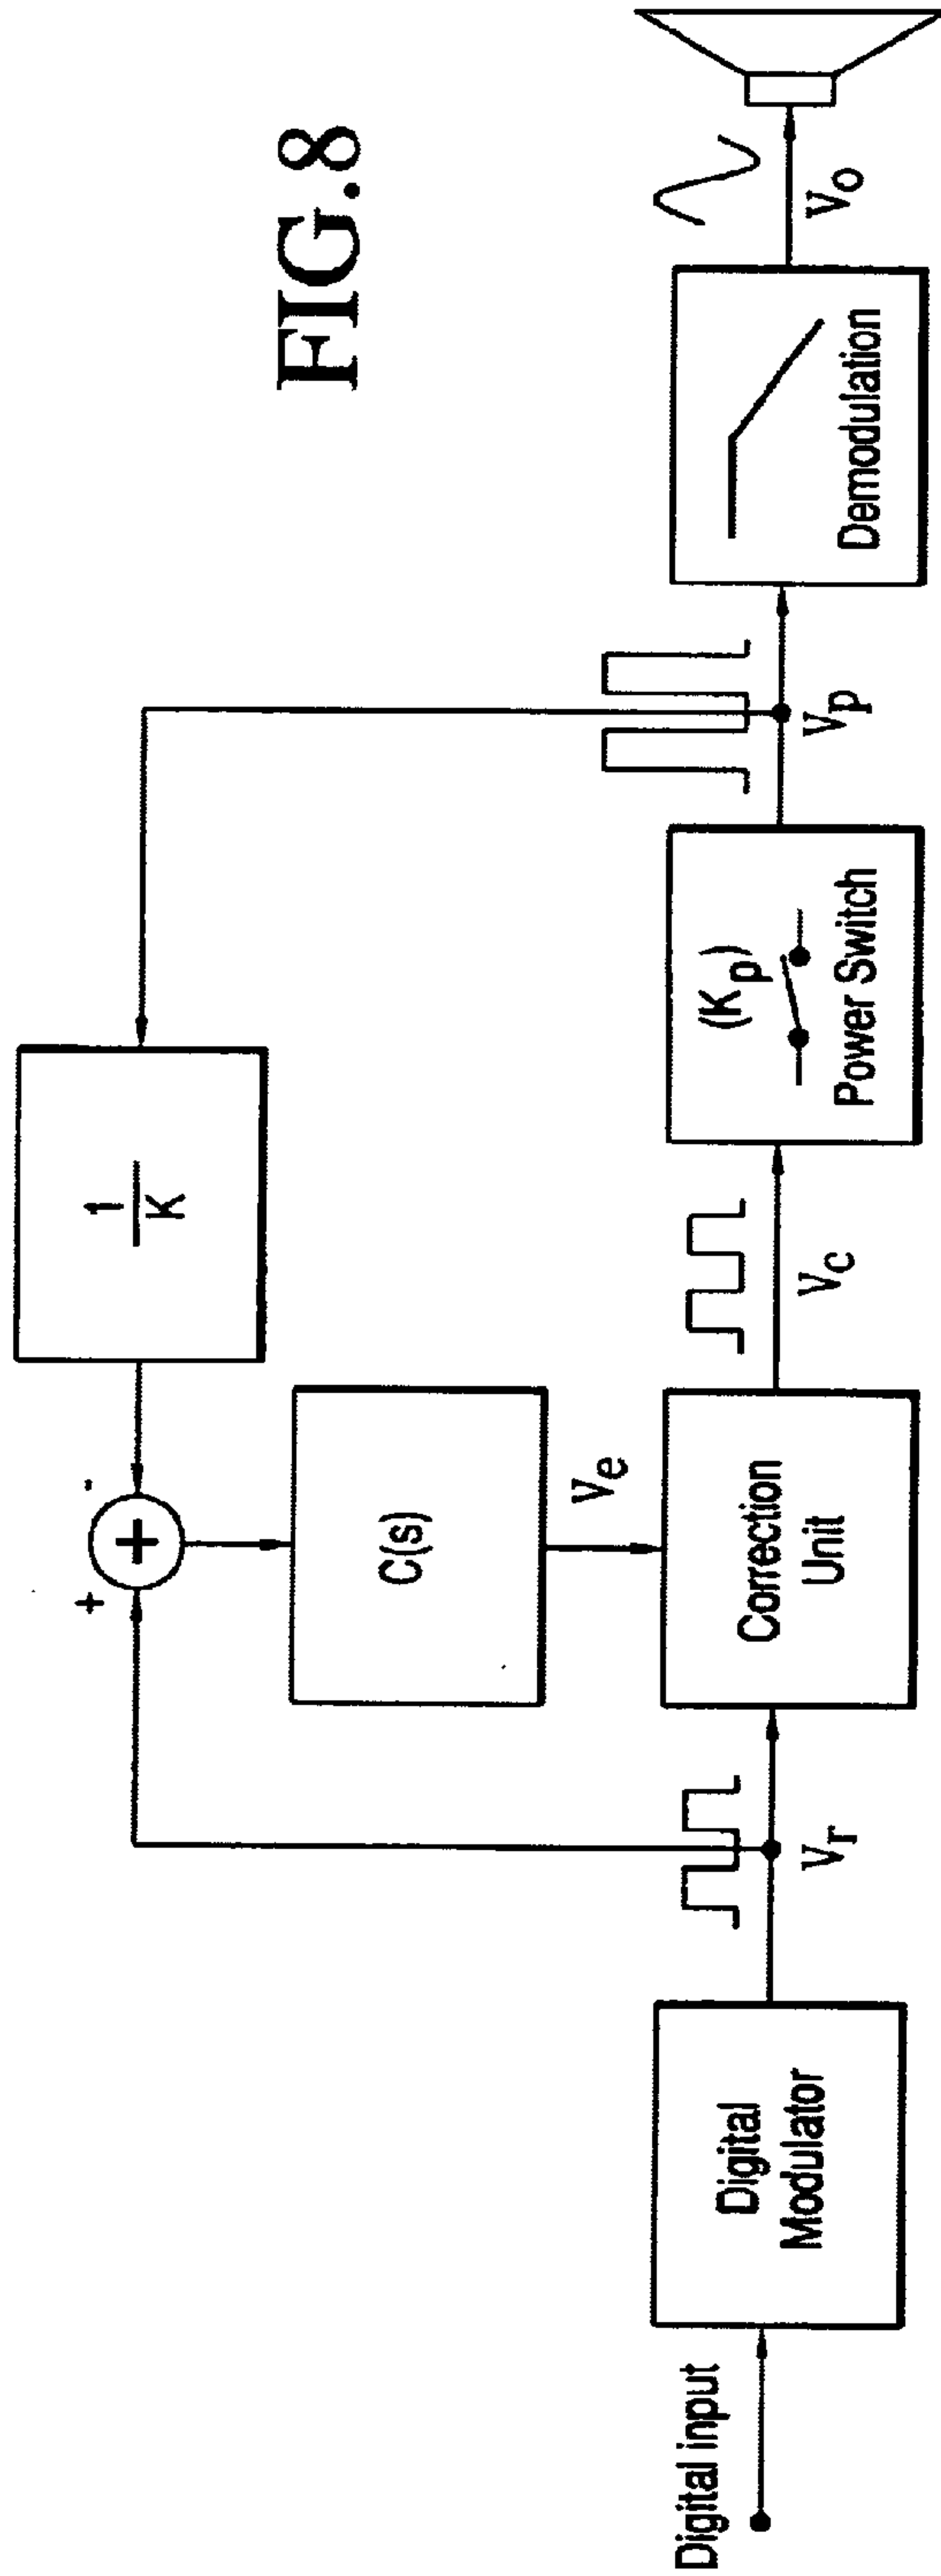 FIG.8
1
K
+
-
+
C(s)
Ve
Digital input
Digital
Modulator
Vr
Correction
Unit
Vc
(Kp)
Power Switch
Vp
Demodulation
Vo